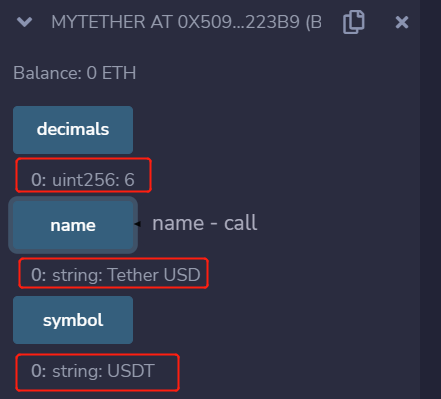 MYTETHER AT 0X509...223B9 (B
Balance: 0 ETH
decimals
0: uint256: 6
name
name - call
0: string: Tether USD
symbol
0: string: USDT